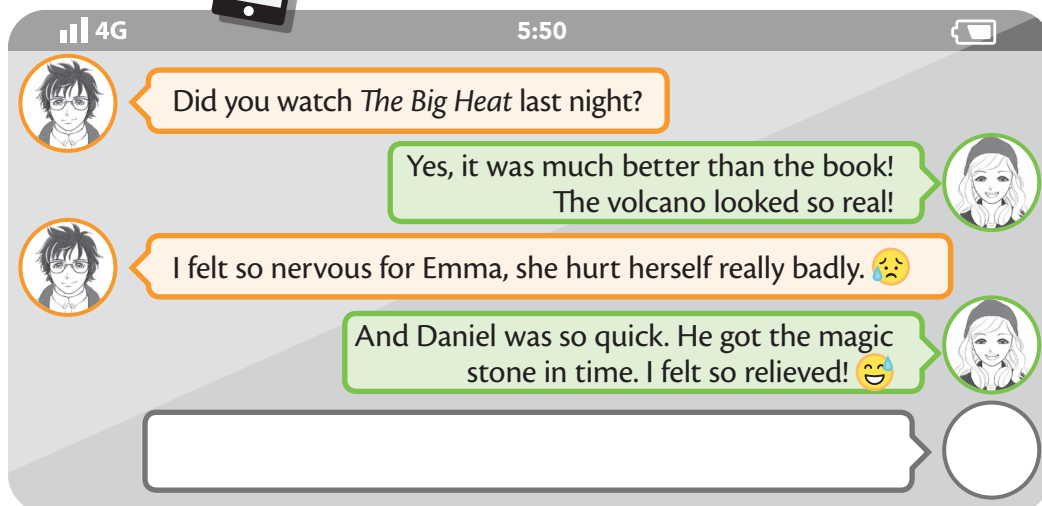 4G
5:50
Did you watch The Big Heat last night?
Yes, it was much better than the book!
The volcano looked so real!
I felt so nervous for Emma, she hurt herself really badly. 😥
And Daniel was so quick. He got the magic
stone in time. I felt so relieved! 😅